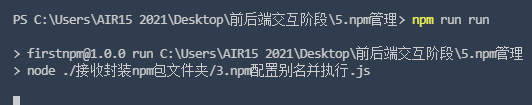 PS C:\Users\AIR15 2021\Desktop\前后端交互阶段\5.npm管理> npm run run
> firstnpm@1.0.0 run C:\Users\AIR15 2021\Desktop\前后端交互阶段\5.npm管理
> node ./接收封装npm包文件夹/3.npm配置别名并执行.js